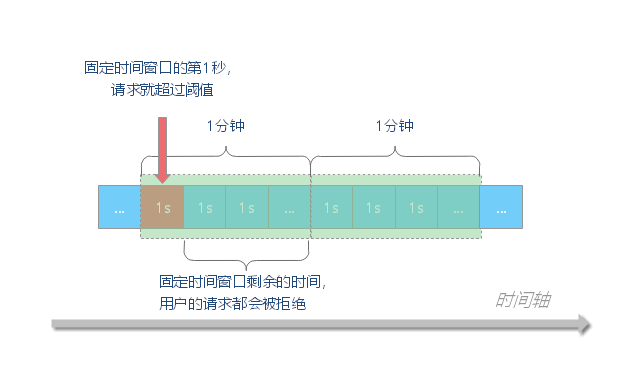 固定时间窗口的第1秒，
请求就超过阈值
1分钟 1分钟
... 1s 1s 1s ... 1s 1s 1s ... ...
固定时间窗口剩余的时间，
用户的请求都会被拒绝
时间轴